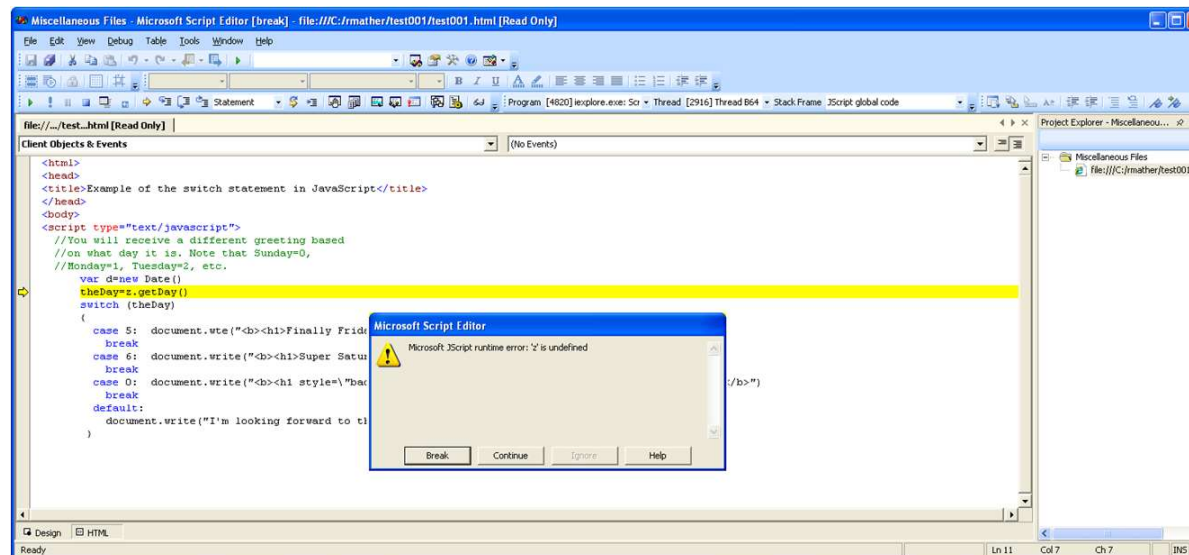 Miscellaneous Files - Microsoft Script Editor [break] - file:///C:/rmather/test001/test001.html [Read Only]
File Edit View Debug Table Tools Window Help
B I U
Statement Program [4820] iexplore.exe: Scr Thread [2916] Thread B64 Stack Frame JScript global code
file://.../test...html [Read Only]
Project Explorer - Miscellaneou...
Client Objects & Events (No Events)
Miscellaneous Files
file:///C:/rmather/test001
<html>
<head>
<title>Example of the switch statement in JavaScript</title>
</head>
<body>
<script type="text/javascript">
//You will receive a different greeting based
//on what day it is. Note that Sunday=0,
//Monday=1, Tuesday=2, etc.
var d=new Date()
theDay=z.getDay()
switch (theDay)
{
case 5: document.wte("<b><h1>Finally Frida
break
case 6: document.write("<b><h1>Super Satur
break
case 0: document.write("<b><h1 style=\"bac </b>")
break
default:
document.write("I'm looking forward to th
)
Microsoft Script Editor
Microsoft JScript runtime error: 'z' is undefined
Break Continue Ignore Help
Design HTML
Ready Ln 11 Col 7 Ch 7 INS